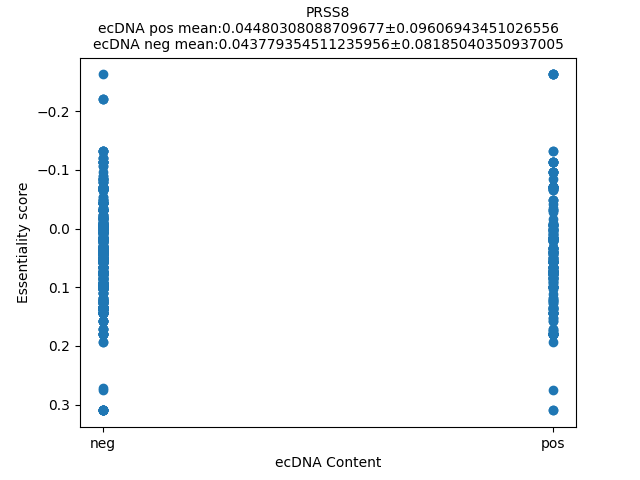 PRSS8
ecDNA pos mean:0.04480308088709677±0.09606943451026556
ecDNA neg mean:0.043779354511235956±0.08185040350937005
−0.2
−0.1
0.0
0.1
0.2
0.3
Essentiality score
neg
pos
ecDNA Content